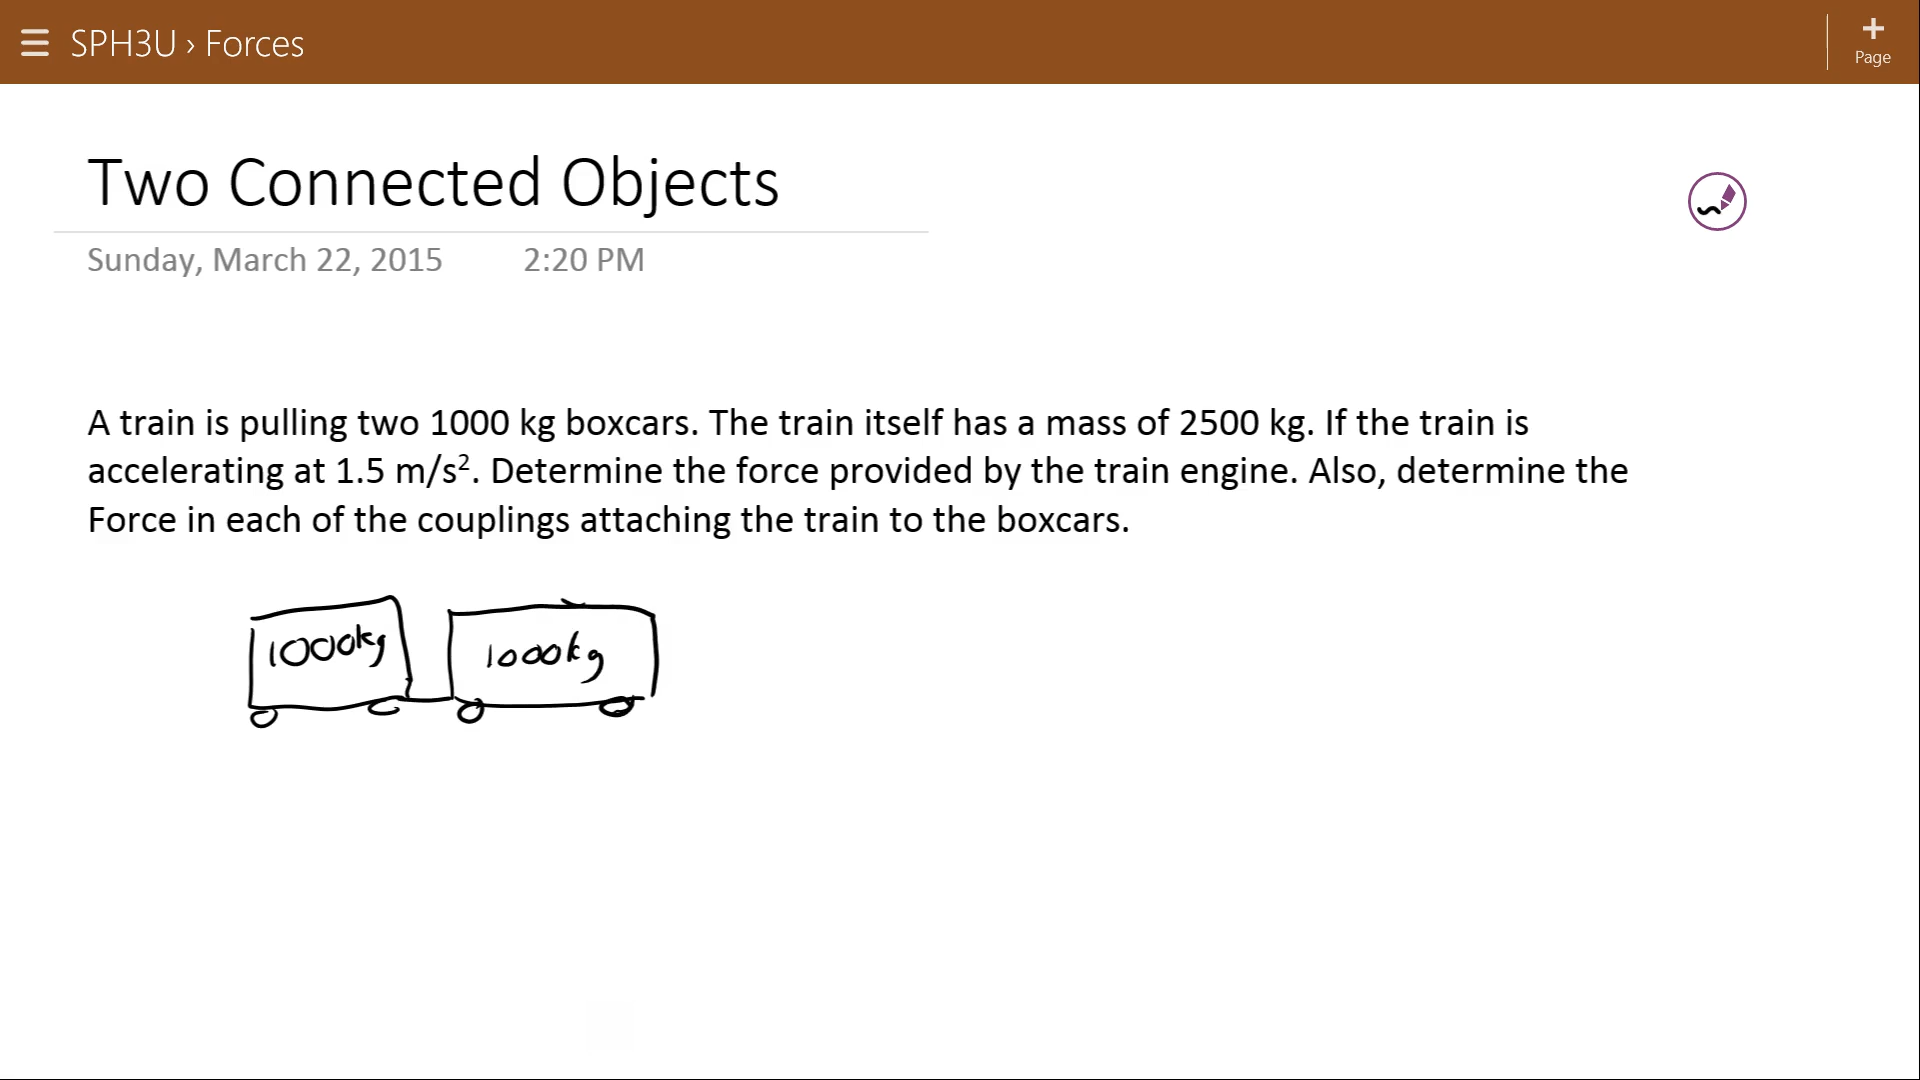 SPH3U › Forces
+
Page
Two Connected Objects
Sunday, March 22, 2015 2:20 PM
A train is pulling two 1000 kg boxcars. The train itself has a mass of 2500 kg. If the train is
accelerating at 1.5 m/s². Determine the force provided by the train engine. Also, determine the
Force in each of the couplings attaching the train to the boxcars.
1000kg 1000kg